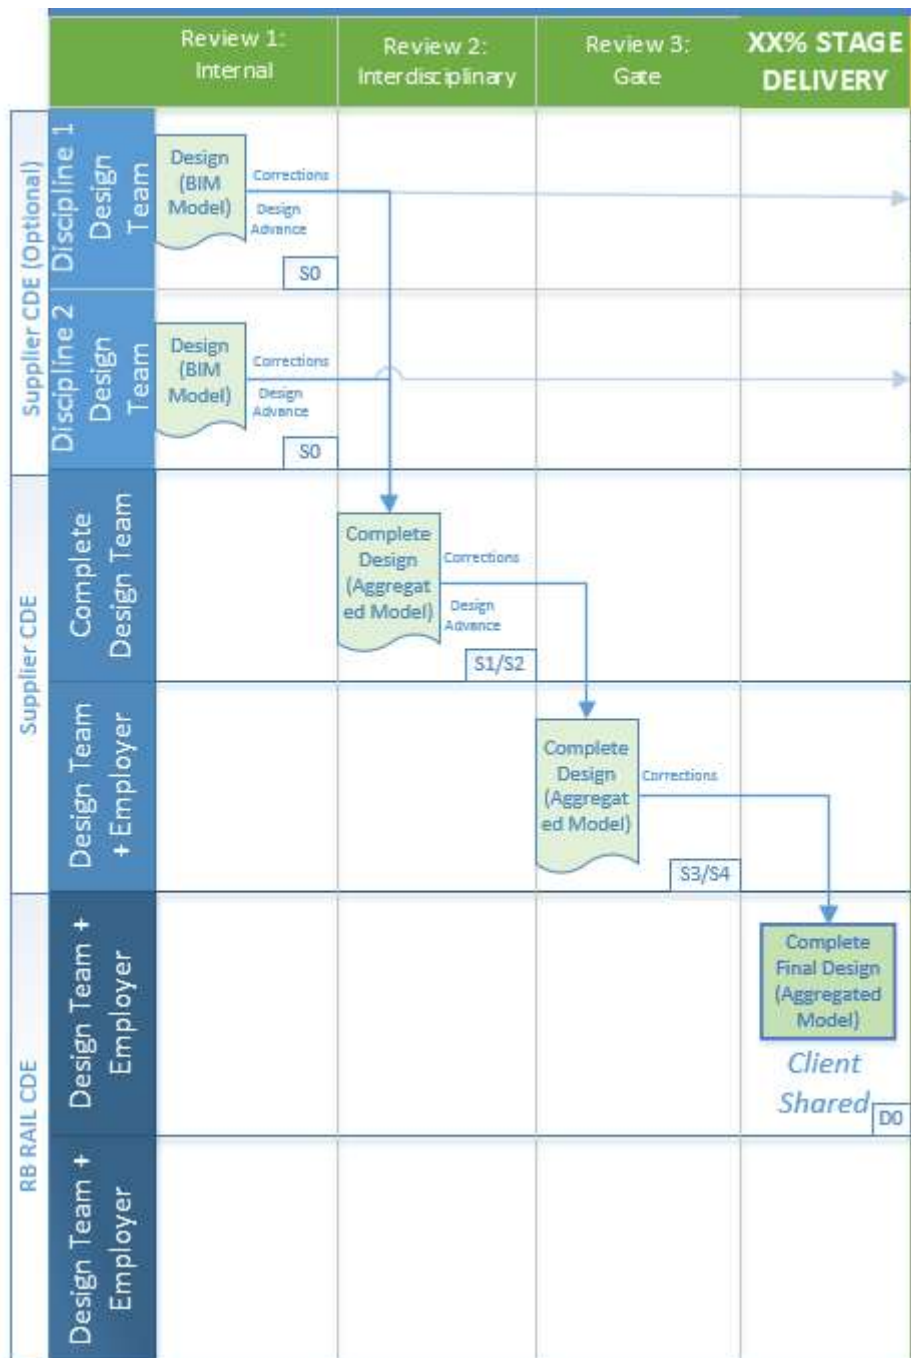 Review 1:
Internal
Review 2:
Interdisciplinary
Review 3:
Gate
XX% STAGE
DELIVERY
Supplier CDE (Optional)
Discipline 1
Design
Team
Design
(BIM
Model)
Corrections
Design
Advance
S0
Discipline 2
Design
Team
Design
(BIM
Model)
Corrections
Design
Advance
S0
Supplier CDE
Complete
Design Team
Complete
Design
(Aggregat
ed Model)
Corrections
Design
Advance
S1/S2
Design Team
+ Employer
Complete
Design
(Aggregat
ed Model)
Corrections
S3/S4
RB RAIL CDE
Design Team +
Employer
Complete
Final Design
(Aggregated
Model)
Client
Shared
D0
Design Team +
Employer